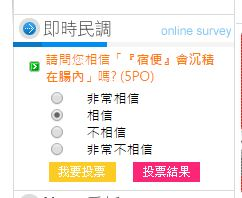 即時民調 online survey
請問您相信「『宿便』會沉積
在腸內」嗎? (5PO)
非常相信
相信
不相信
非常不相信
我要投票 投票結果